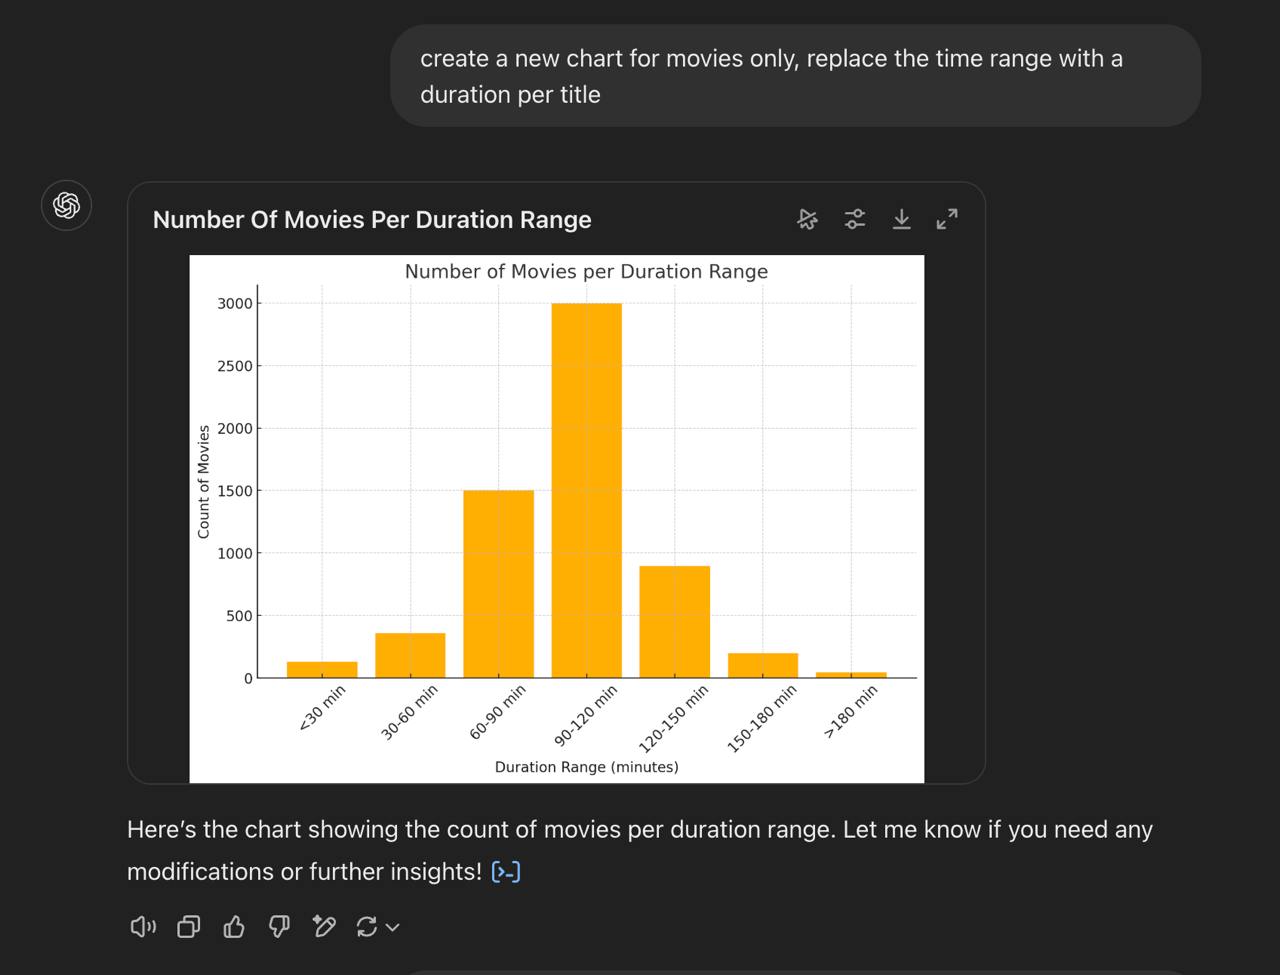 create a new chart for movies only, replace the time range with a
duration per title
Number Of Movies Per Duration Range
Number of Movies per Duration Range
Count of Movies
3000
2500
2000
1500
1000
500
0
<30 min
30-60 min
60-90 min
90-120 min
120-150 min
150-180 min
>180 min
Duration Range (minutes)
Here’s the chart showing the count of movies per duration range. Let me know if you need any
modifications or further insights!